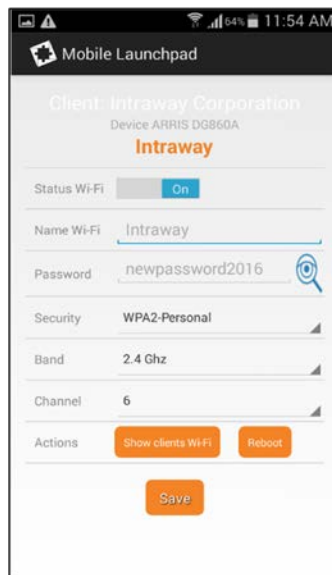 64% 11:54 AM
Mobile Launchpad
Client: Intraway Corporation
Device ARRIS DG860A
Intraway
Status Wi-Fi On
Name Wi-Fi Intraway
Password newpassword2016
Security WPA2-Personal
Band 2.4 Ghz
Channel 6
Actions Show clients Wi-Fi Reboot
Save